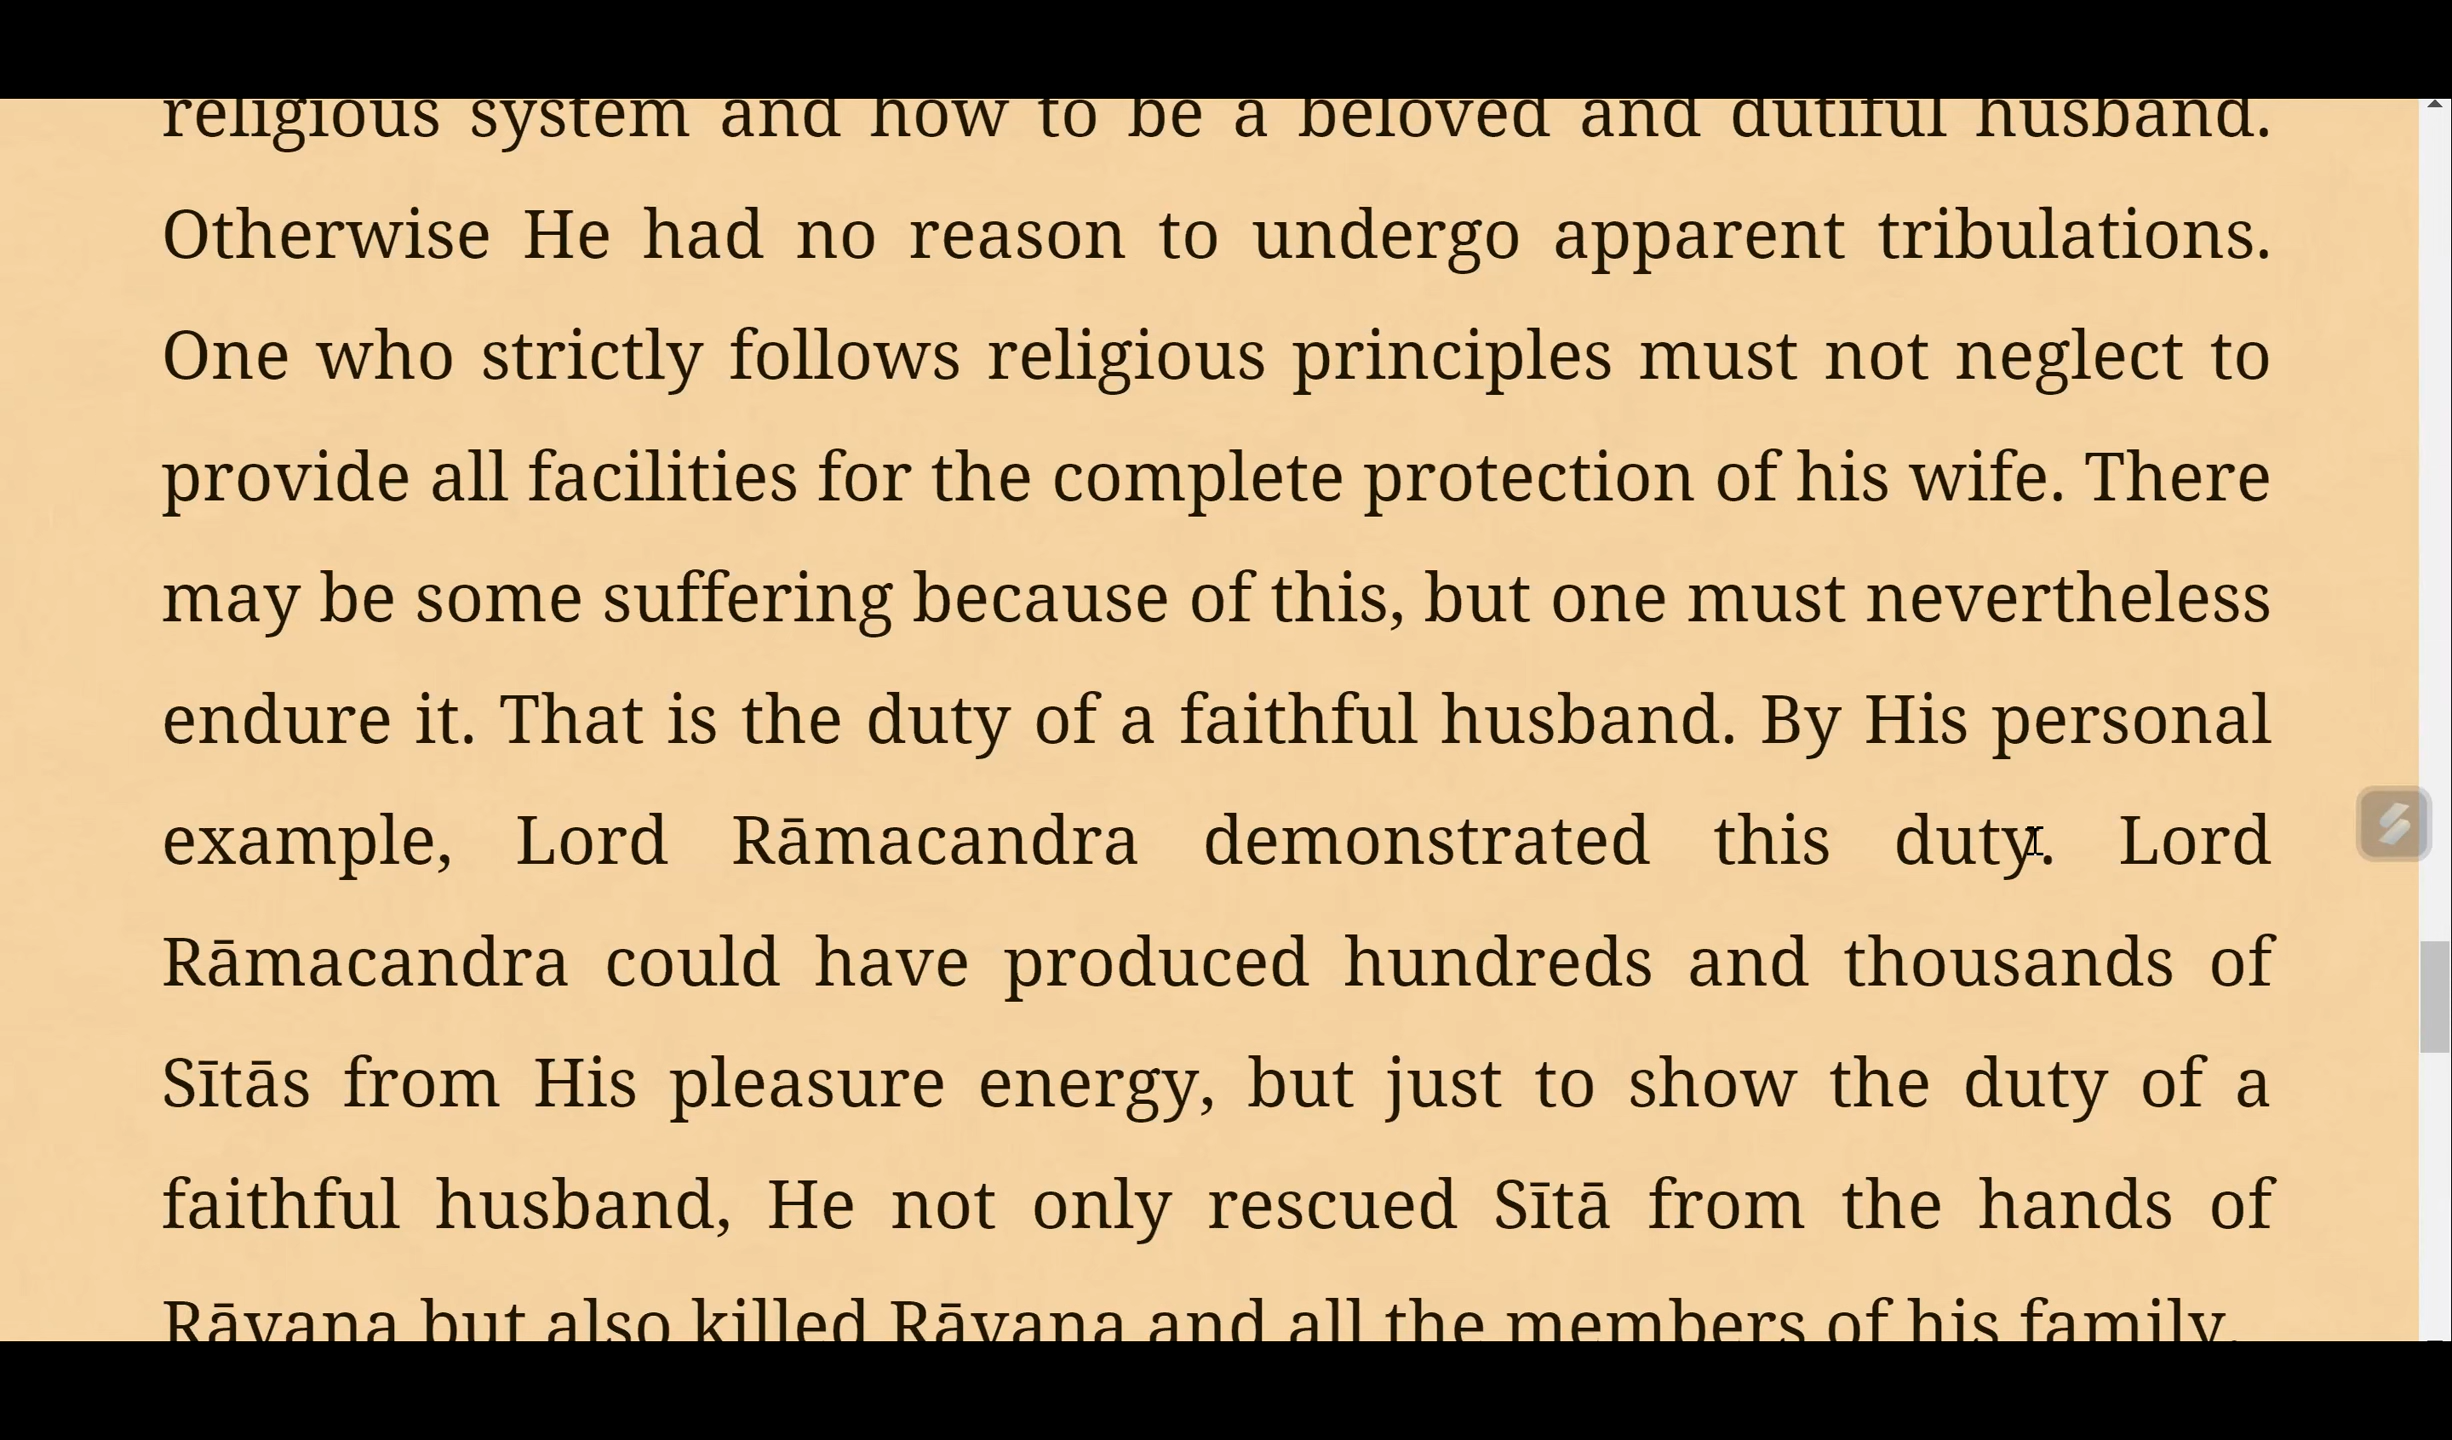 religious system and how to be a beloved and dutiful husband.
Otherwise He had no reason to undergo apparent tribulations.
One who strictly follows religious principles must not neglect to
provide all facilities for the complete protection of his wife. There
may be some suffering because of this, but one must nevertheless
endure it. That is the duty of a faithful husband. By His personal
example, Lord Rāmacandra demonstrated this duty. Lord
Rāmacandra could have produced hundreds and thousands of
Sītās from His pleasure energy, but just to show the duty of a
faithful husband, He not only rescued Sītā from the hands of
Rāvana but also killed Rāvana and all the members of his family.